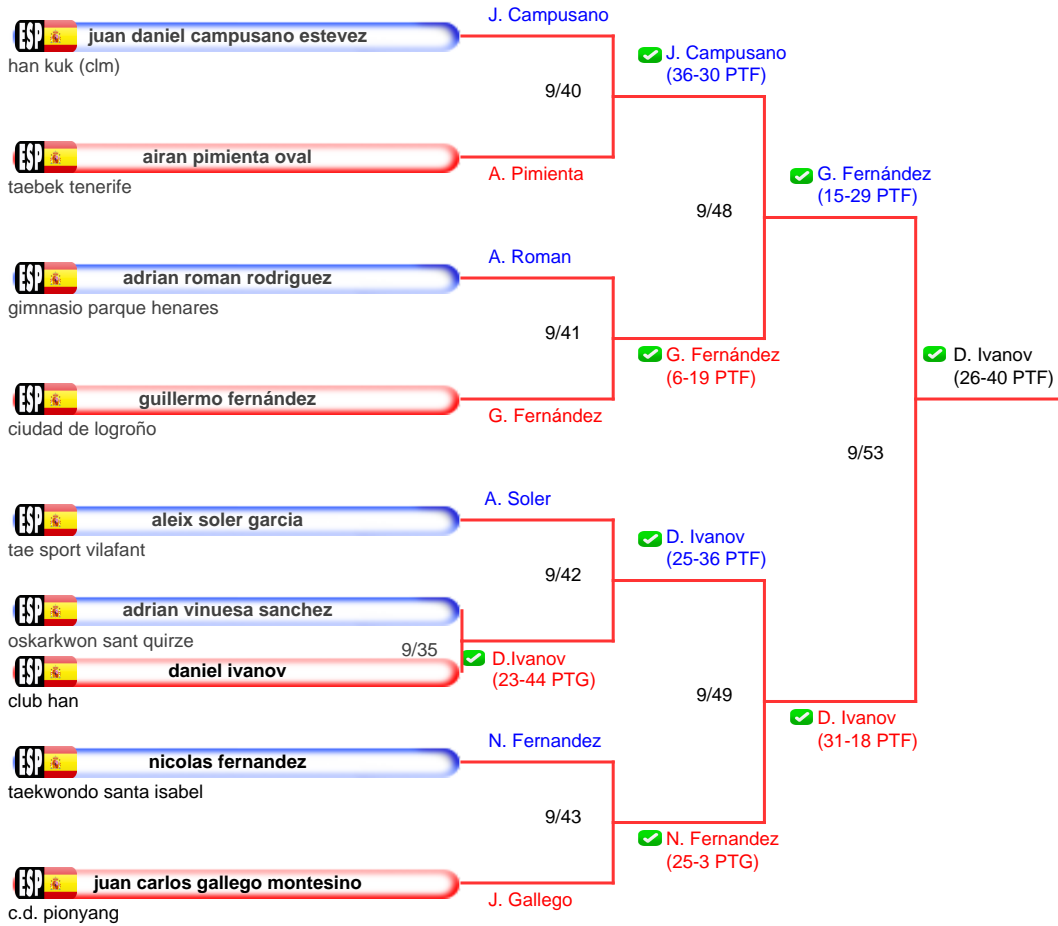 J. Campusano
ESP juan daniel campusano estevez
han kuk (clm)
J. Campusano
(36-30 PTF)
9/40
ESP airan pimienta oval
taebek tenerife
A. Pimienta
G. Fernández
(15-29 PTF)
9/48
A. Roman
ESP adrian roman rodriguez
gimnasio parque henares
9/41
G. Fernández
(6-19 PTF)
D. Ivanov
(26-40 PTF)
ESP guillermo fernández
ciudad de logroño
G. Fernández
9/53
A. Soler
ESP aleix soler garcia
tae sport vilafant
D. Ivanov
(25-36 PTF)
9/42
ESP adrian vinuesa sanchez
oskarkwon sant quirze
9/35
ESP daniel ivanov
club han
D.Ivanov
(23-44 PTG)
9/49
D. Ivanov
(31-18 PTF)
N. Fernandez
ESP nicolas fernandez
taekwondo santa isabel
9/43
N. Fernandez
(25-3 PTG)
ESP juan carlos gallego montesino
c.d. pionyang
J. Gallego